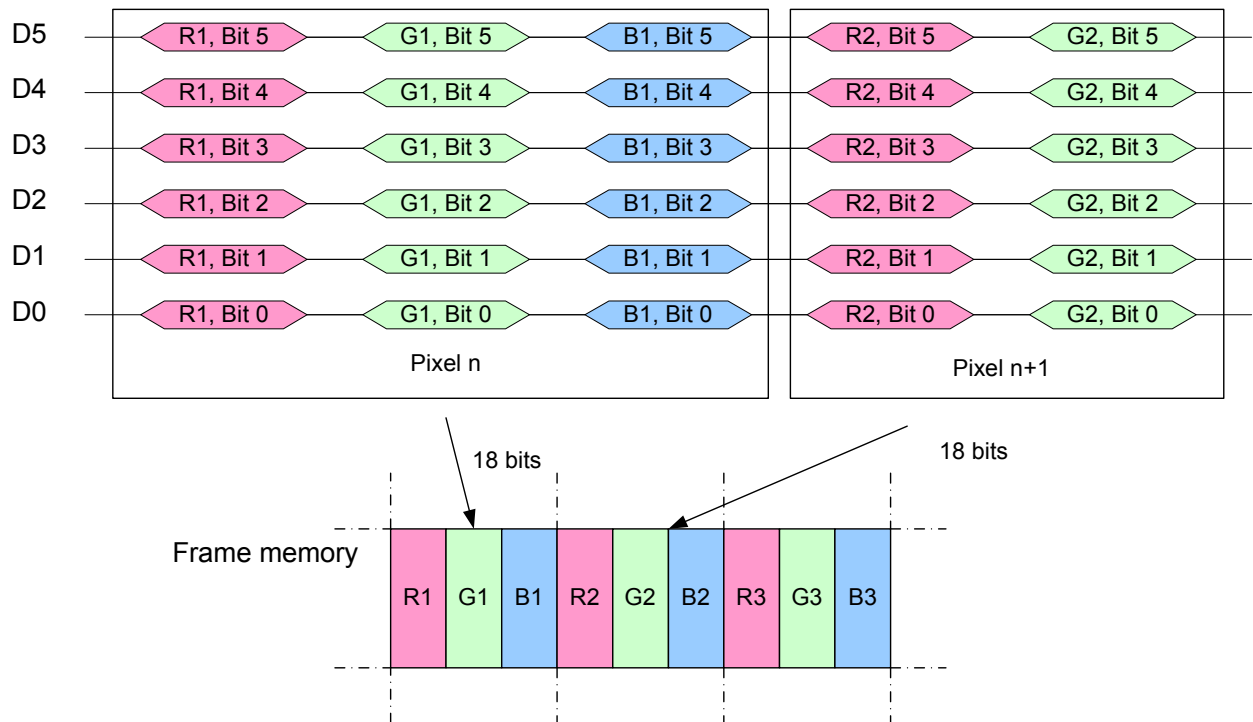 D5 R1, Bit 5 G1, Bit 5 B1, Bit 5 R2, Bit 5 G2, Bit 5
D4 R1, Bit 4 G1, Bit 4 B1, Bit 4 R2, Bit 4 G2, Bit 4
D3 R1, Bit 3 G1, Bit 3 B1, Bit 3 R2, Bit 3 G2, Bit 3
D2 R1, Bit 2 G1, Bit 2 B1, Bit 2 R2, Bit 2 G2, Bit 2
D1 R1, Bit 1 G1, Bit 1 B1, Bit 1 R2, Bit 1 G2, Bit 1
D0 R1, Bit 0 G1, Bit 0 B1, Bit 0 R2, Bit 0 G2, Bit 0
Pixel n Pixel n+1
18 bits 18 bits
Frame memory
R1 G1 B1 R2 G2 B2 R3 G3 B3